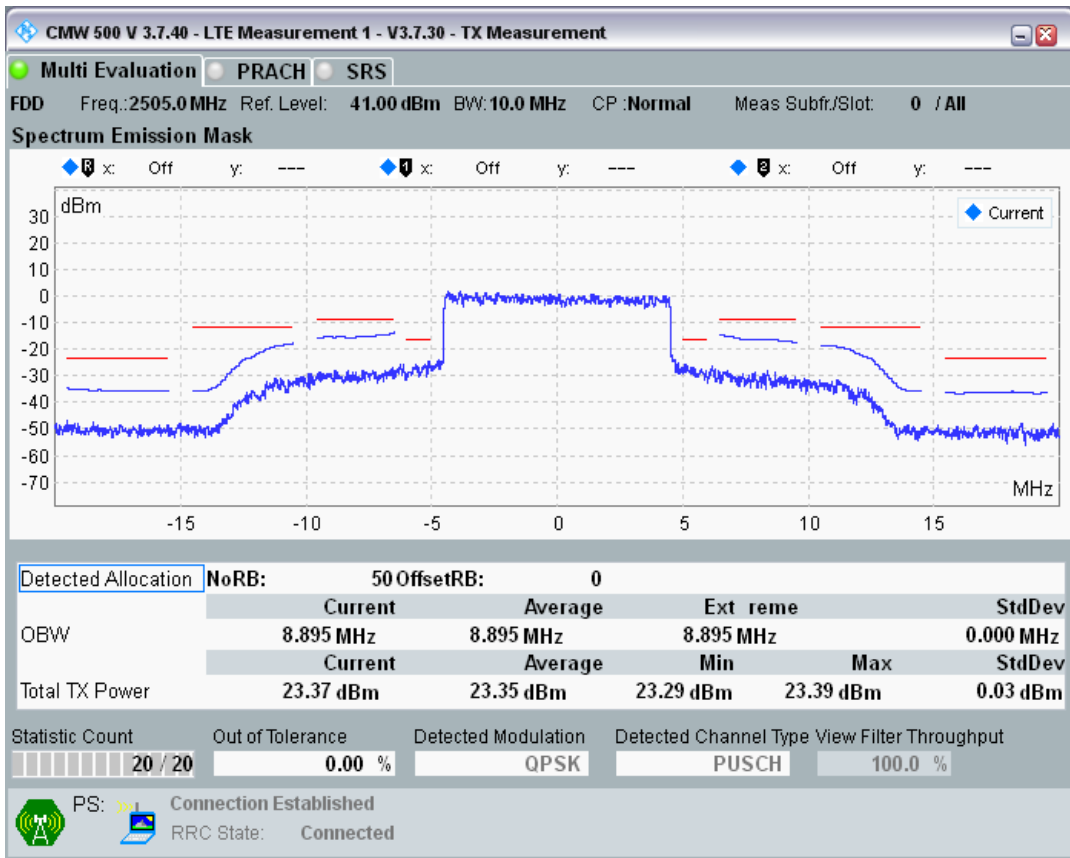 CMW 500 V 3.7.40 - LTE Measurement 1 - V3.7.30 - TX Measurement
Multi Evaluation PRACH SRS
FDD Freq.:2505.0 MHz Ref. Level: 41.00 dBm BW:10.0 MHz CP :Normal Meas Subfr./Slot: 0 / All
Spectrum Emission Mask
R x: Off y: --- 1 x: Off y: --- 2 x: Off y: ---
dBm
Current
30
20
10
0
-10
-20
-30
-40
-50
-60
-70
MHz
-15 -10 -5 0 5 10 15
Detected Allocation NoRB: 50 OffsetRB: 0
Current Average Ext reme StdDev
OBW 8.895 MHz 8.895 MHz 8.895 MHz 0.000 MHz
Current Average Min Max StdDev
Total TX Power 23.37 dBm 23.35 dBm 23.29 dBm 23.39 dBm 0.03 dBm
Statistic Count Out of Tolerance Detected Modulation Detected Channel Type View Filter Throughput
20 / 20 0.00 % QPSK PUSCH 100.0 %
PS: Connection Established
RRC State: Connected